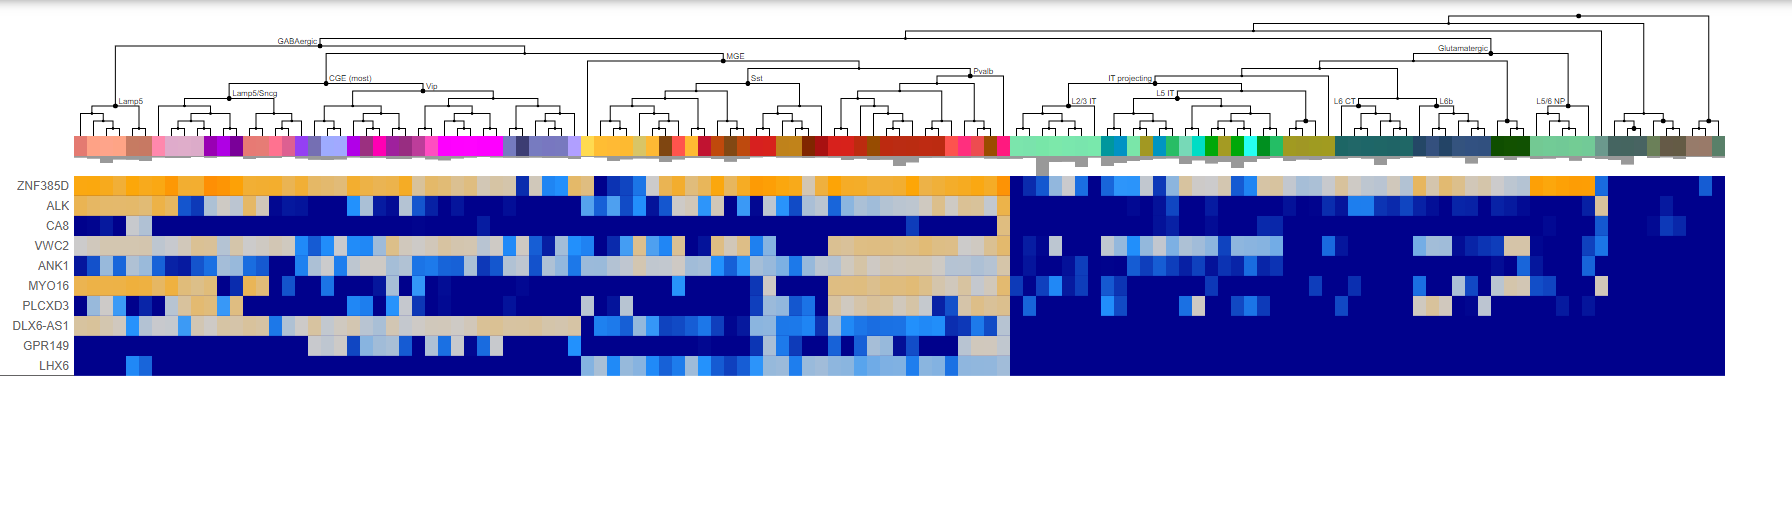 GABAergic
Glutamatergic
MGE
Pvalb
CGE (most)
Sst
IT projecting
Vip
Lamp5/Sncg
L5 IT
Lamp5
L2/3 IT
L6 CT
L6b
L5/6 NP
ZNF385D
ALK
CA8
VWC2
ANK1
MYO16
PLCXD3
DLX6-AS1
GPR149
LHX6